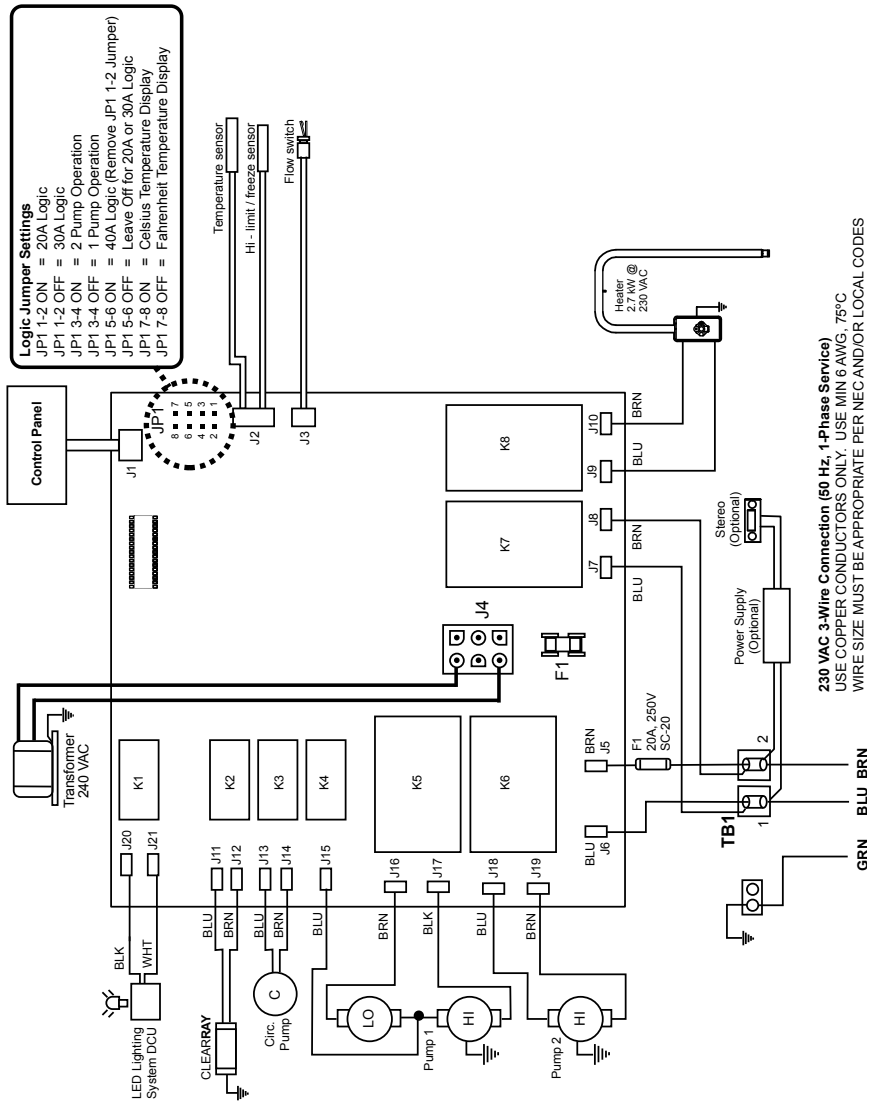 Logic Jumper Settings
JP1 1-2 ON = 20A Logic
JP1 1-2 OFF = 30A Logic
JP1 3-4 ON = 2 Pump Operation
JP1 3-4 OFF = 1 Pump Operation
JP1 5-6 ON = 40A Logic (Remove JP1 1-2 Jumper)
JP1 5-6 OFF = Leave Off for 20A or 30A Logic
JP1 7-8 ON = Celsius Temperature Display
JP1 7-8 OFF = Fahrenheit Temperature Display
Control Panel
J1
JP1
8 7
6 5
4 3
2 1
J2
J3
Temperature sensor
Hi - limit / freeze sensor
Flow switch
Transformer
240 VAC
J4
F1
K1
K2
K3
K4
K5
K6
K7
K8
J20
J21
BLK
WHT
LED Lighting
System DCU
J11
J12
BLU
BRN
CLEARRAY
J13
J14
BLU
BRN
C
Circ.
Pump
J15
BLU
J16
BRN
J17
BLK
LO
Pump 1
HI
J18
BLU
J19
BRN
HI
Pump 2
BLU
J6
BRN
J5
F1
20A, 250V
SC-20
J7
BLU
J8
BRN
J9
BLU
J10
BRN
Heater
2.7 kW @
230 VAC
Stereo
(Optional)
Power Supply
(Optional)
TB1
1
2
GRN
BLU
BRN
230 VAC 3-Wire Connection (50 Hz, 1-Phase Service)
USE COPPER CONDUCTORS ONLY. USE MIN 6 AWG, 75°C
WIRE SIZE MUST BE APPROPRIATE PER NEC AND/OR LOCAL CODES